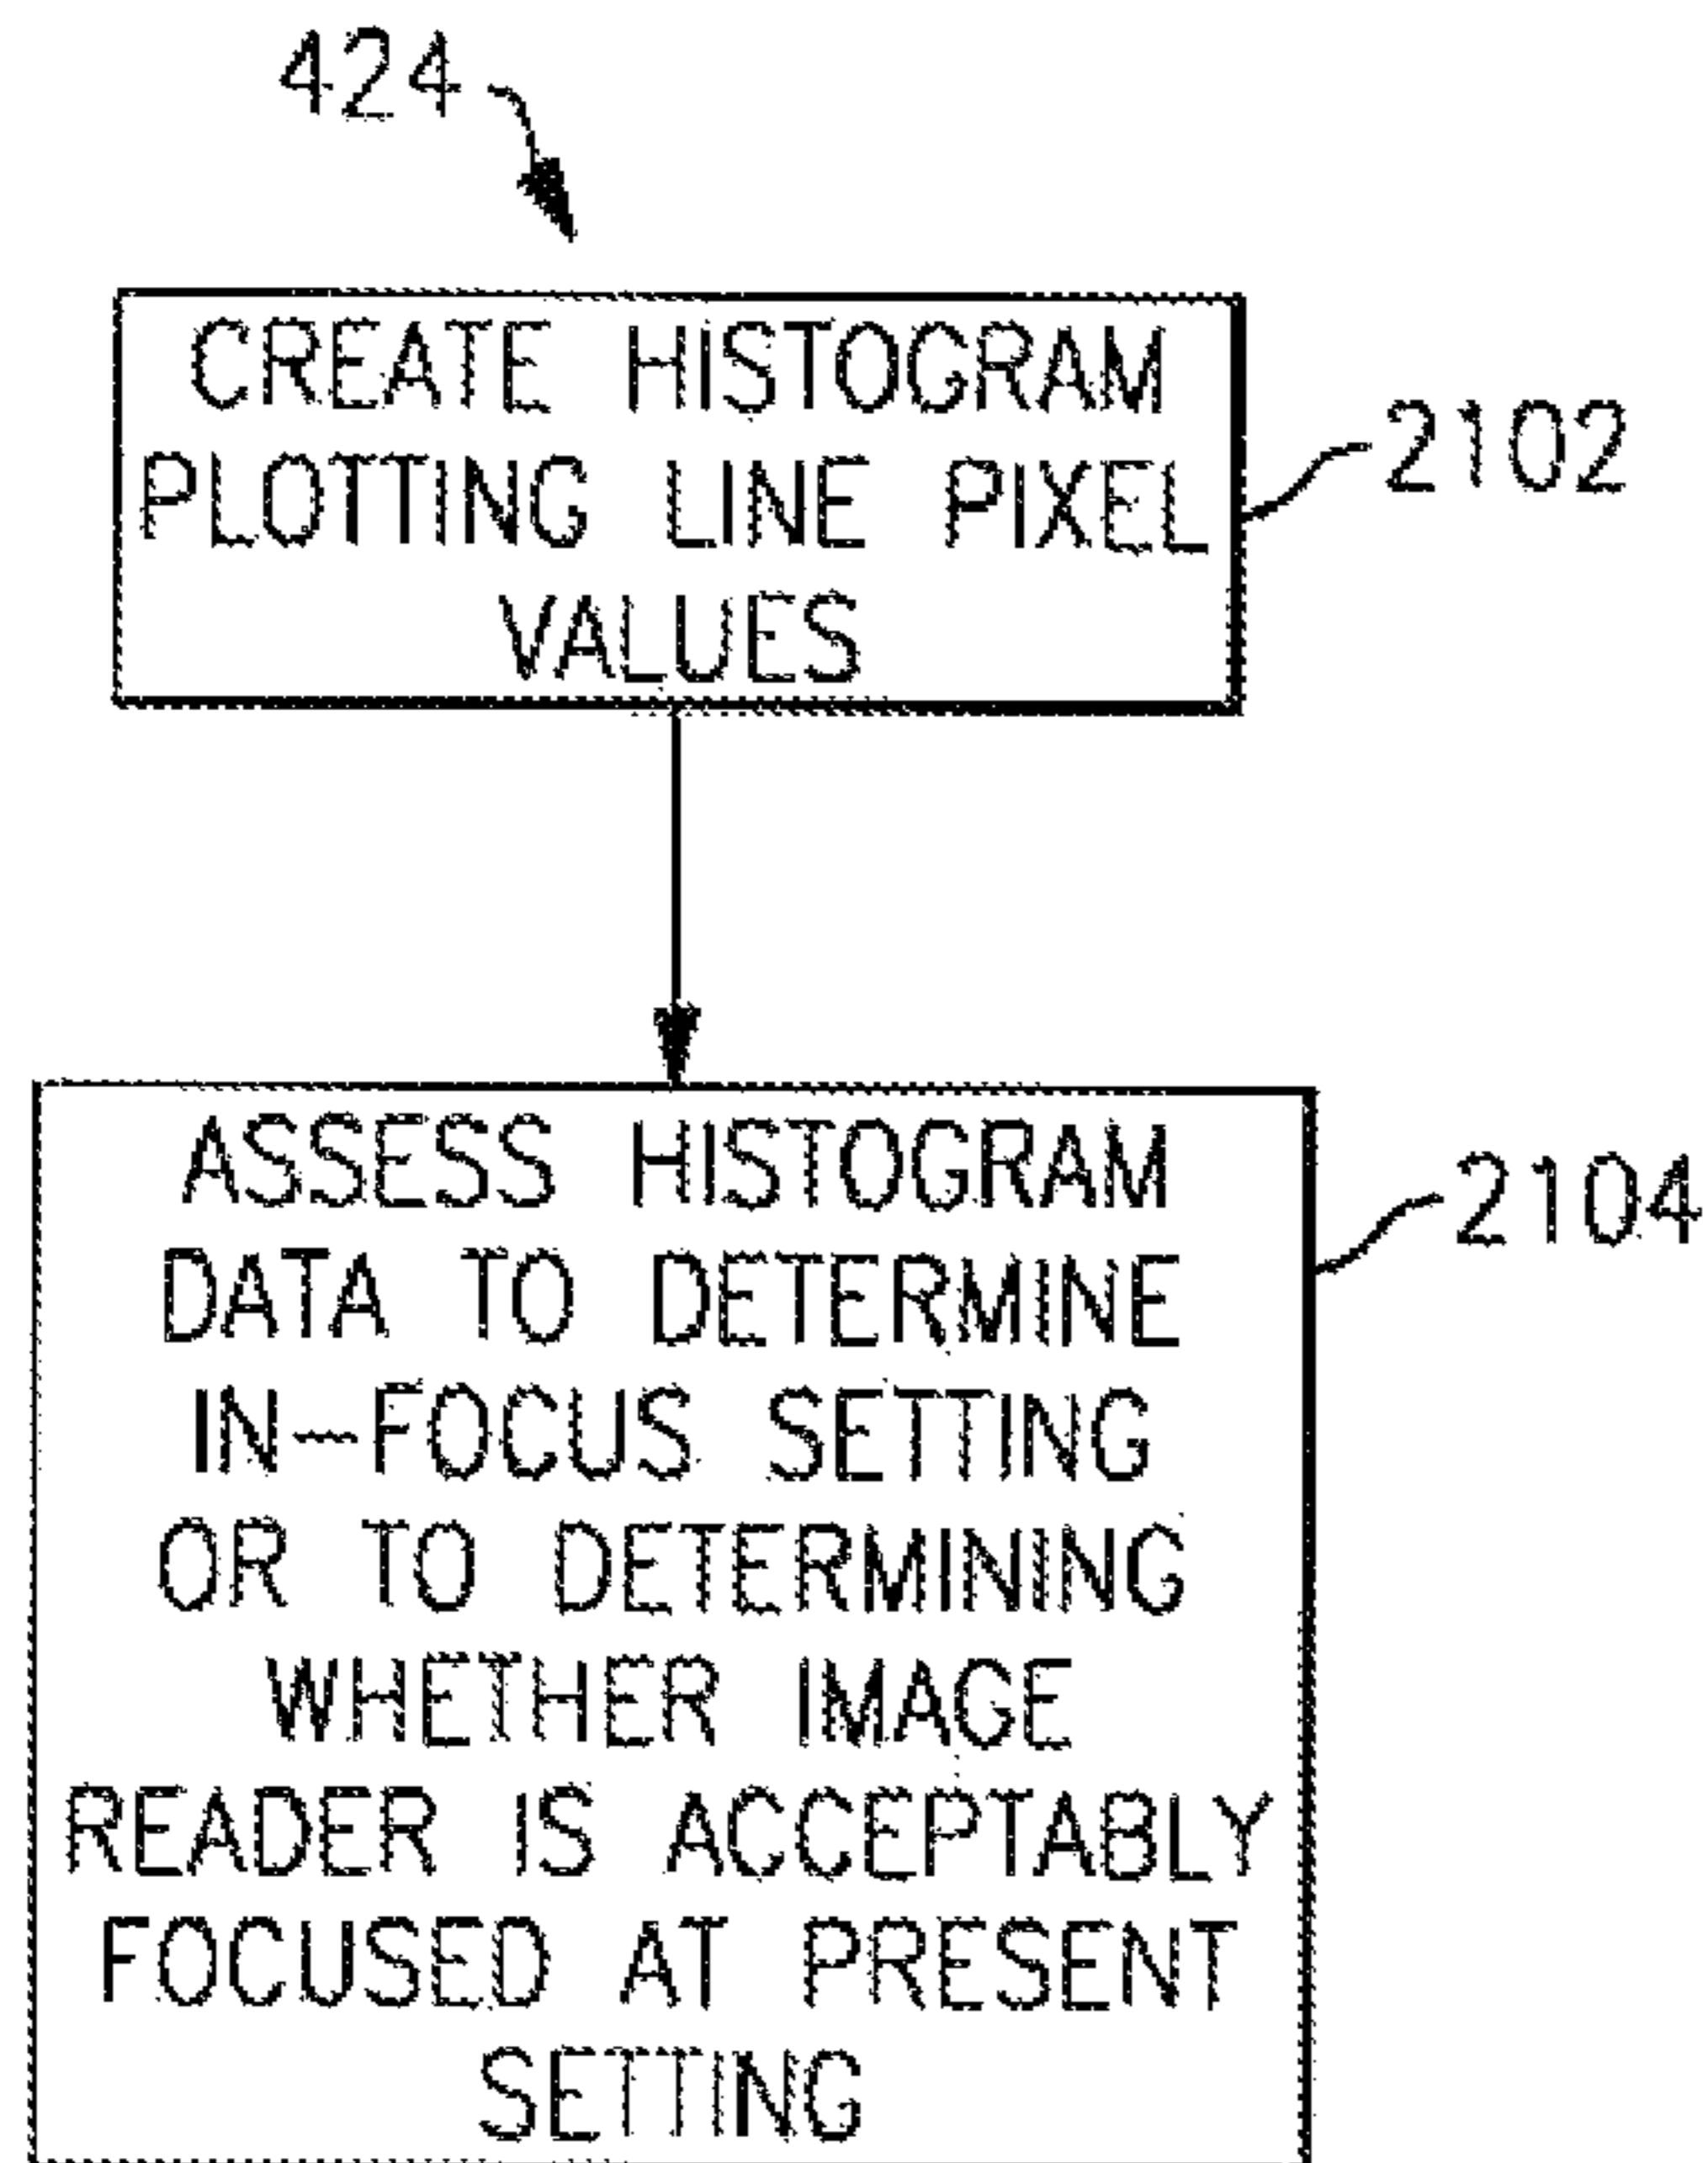 424
CREATE HISTOGRAM
PLOTTING LINE PIXEL
VALUES
2102
ASSESS HISTOGRAM
DATA TO DETERMINE
IN-FOCUS SETTING
OR TO DETERMINING
WHETHER IMAGE
READER IS ACCEPTABLY
FOCUSED AT PRESENT
SETTING
2104